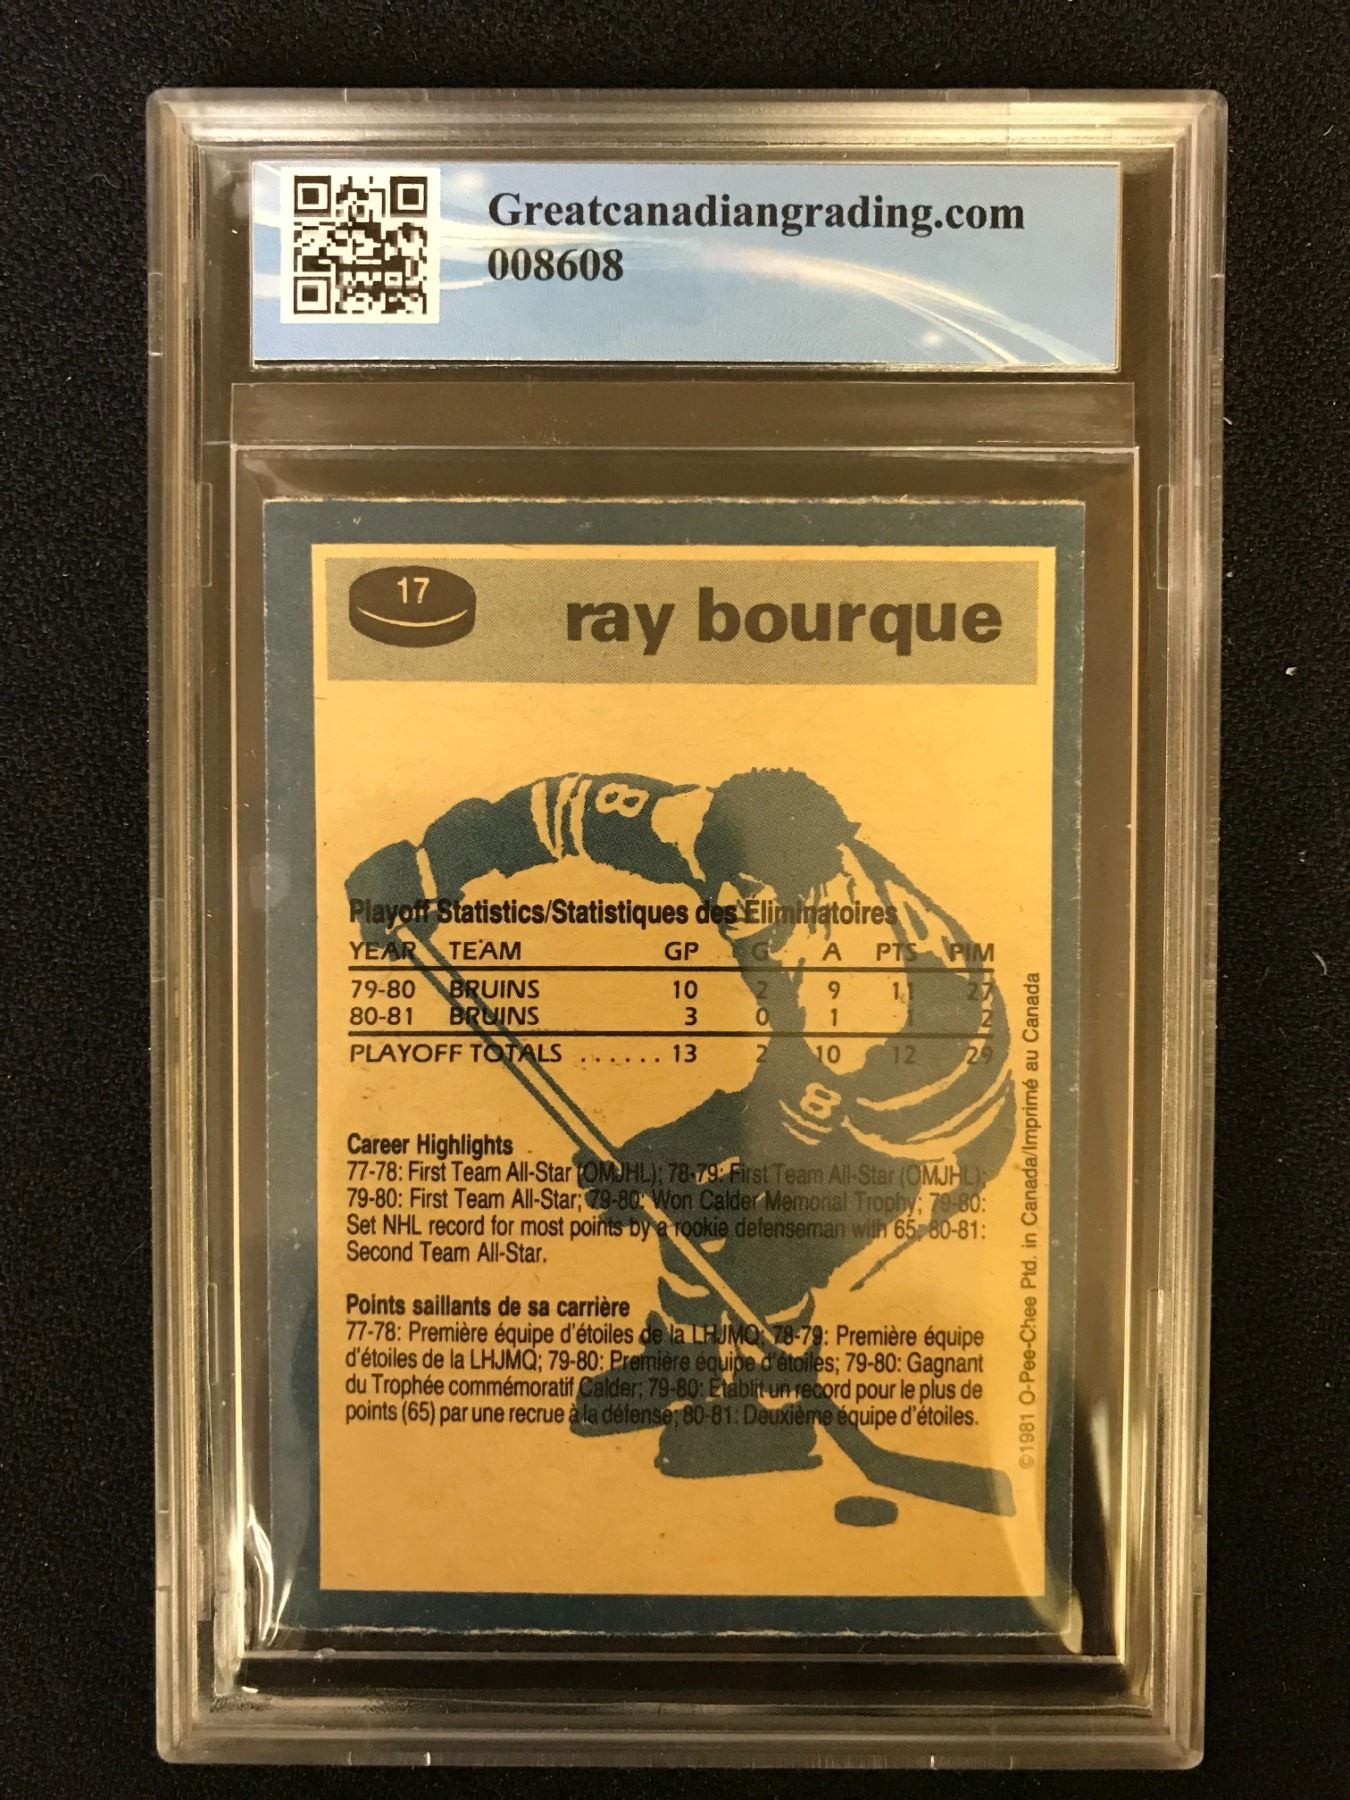 Greatcanadiangrading.com
008608
17
ray bourque
8
Playoff Statistics/Statistiques des Éliminatoires
YEAR TEAM GP G A PTS PIM
79-80 BRUINS 10 2 9 11 27
80-81 BRUINS 3 0 1 1 2
PLAYOFF TOTALS ...... 13 2 10 12 29
8
Career Highlights
77-78: First Team All-Star (OMJHL); 78-79: First Team All-Star (OMJHL);
79-80: First Team All-Star; 79-80: Won Calder Memorial Trophy; 79-80:
Set NHL record for most points by a rookie defenseman with 65; 80-81:
Second Team All-Star.
Points saillants de sa carrière
77-78: Première équipe d'étoiles de la LHJMQ; 78-79: Première équipe
d'étoiles de la LHJMQ; 79-80: Première équipe d'étoiles; 79-80: Gagnant
du Trophée commémoratif Calder; 79-80: Établit un record pour le plus de
points (65) par une recrue à la défense; 80-81: Deuxième équipe d'étoiles.
©1981 O-Pee-Chee Ptd. in Canada/Imprimé au Canada